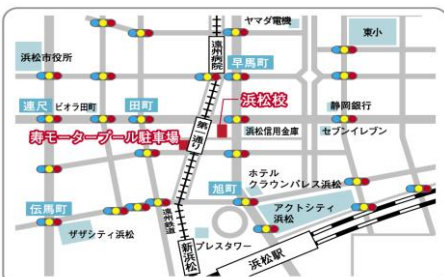 ヤマダ電機
東小
浜松市役所
遠州病院
早馬町
連尺
ビオラ田町
田町
浜松校
静岡銀行
寿モータープール駐車場
第一通り
浜松信用金庫
セブンイレブン
ホテル
クラウンパレス浜松
旭町
アクトシティ
浜松
伝馬町
ザザシティ浜松
遠州鉄道
新浜松
プレスタワー
浜松駅